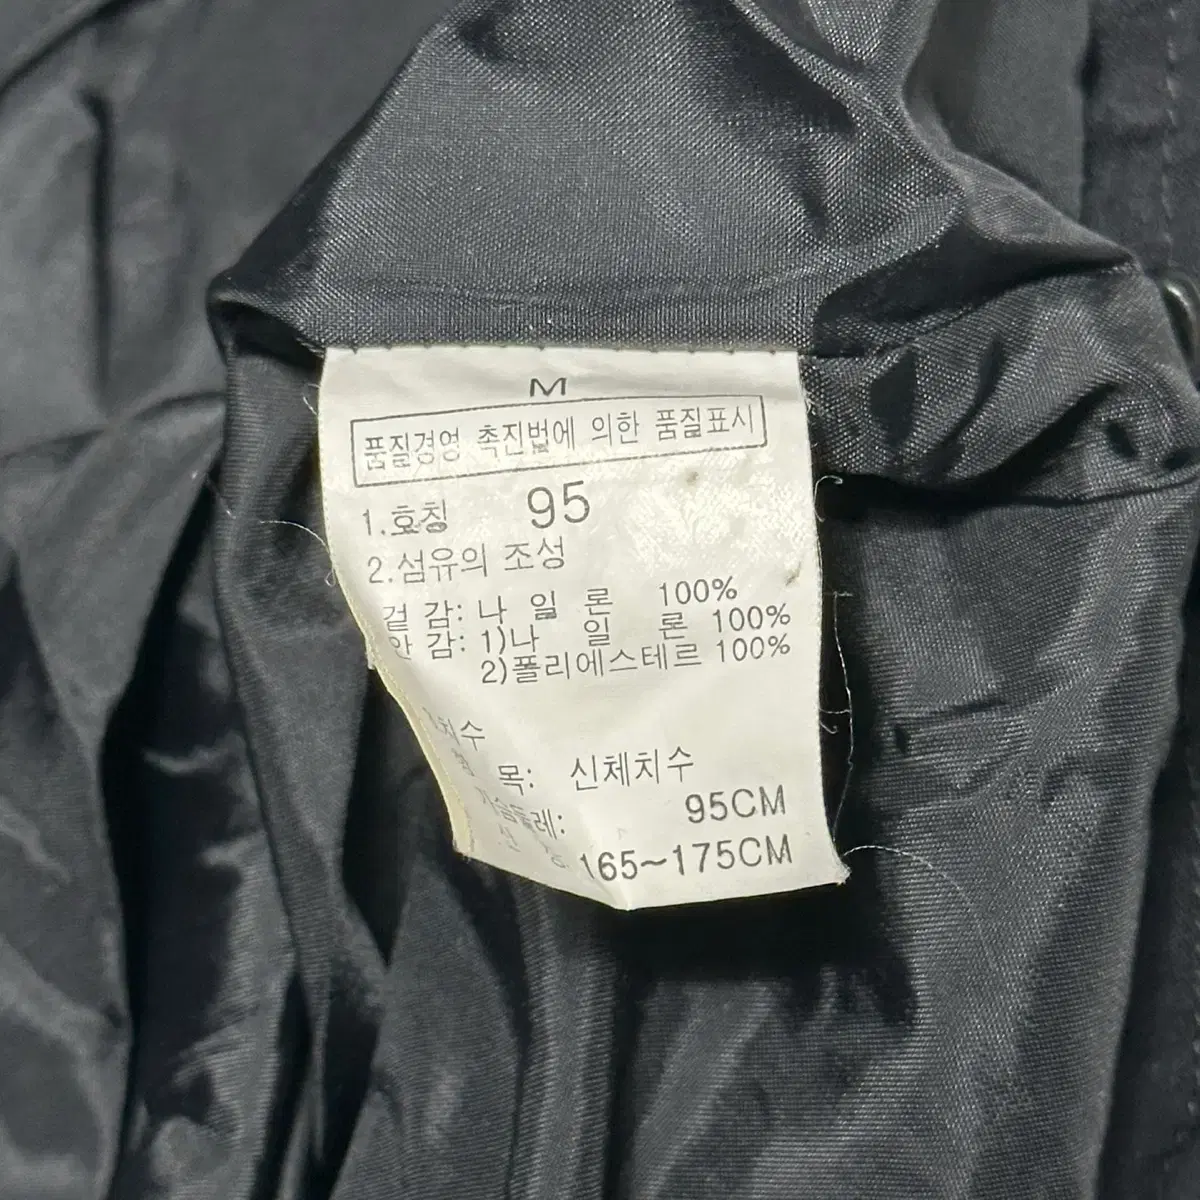 M
품질경영 촉진법에 의한 품질표시
1.호칭 95
2.섬유의 조성
겉 감: 나 일 론 100%
안 감: 1)나 일 론 100%
2)폴리에스테르 100%
치수
목: 신체치수
가슴둘레: 95CM
165~175CM